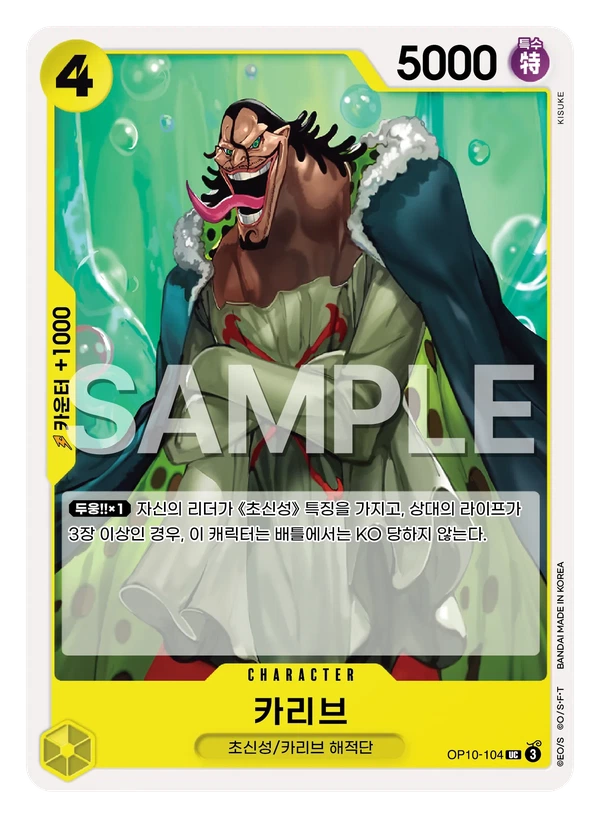 4
5000
특수
特
KISUKE
카운터 +1000
SAMPLE
두웅!!×1 자신의 리더가 《초신성》 특징을 가지고, 상대의 라이프가
3장 이상인 경우, 이 캐릭터는 배틀에서는 KO 당하지 않는다.
CHARACTER
카리브
초신성/카리브 해적단
OP10-104 UC 3
©EO/S ©O/S·F·T BANDAI MADE IN KOREA